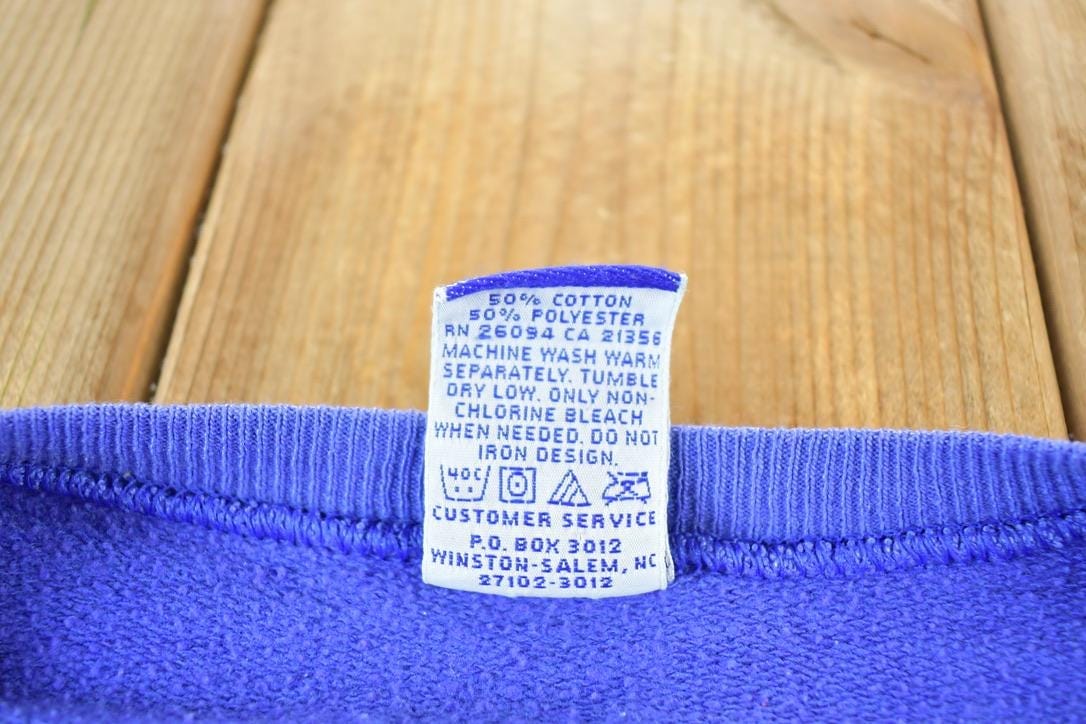 50% COTTON
50% POLYESTER
RN 26094 CA 21356
MACHINE WASH WARM
SEPARATELY. TUMBLE
DRY LOW. ONLY NON-
CHLORINE BLEACH
WHEN NEEDED. DO NOT
IRON DESIGN.
40C
CUSTOMER SERVICE
P.O. BOX 3012
WINSTON-SALEM, NC
27102-3012